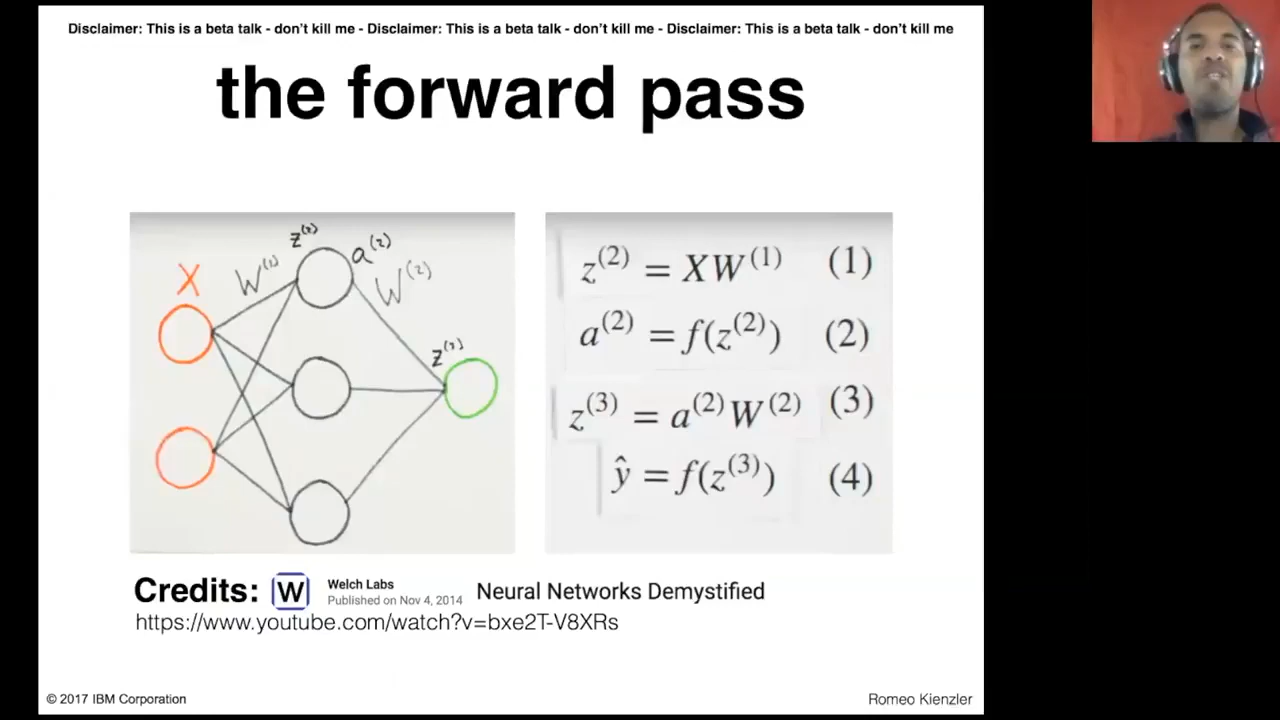 Disclaimer: This is a beta talk - don't kill me - Disclaimer: This is a beta talk - don't kill me - Disclaimer: This is a beta talk - don't kill me
the forward pass
z⁽²⁾
a⁽²⁾
X
W⁽¹⁾
W⁽²⁾
z⁽³⁾
z⁽²⁾ = XW⁽¹⁾ (1)
a⁽²⁾ = f(z⁽²⁾) (2)
z⁽³⁾ = a⁽²⁾W⁽²⁾ (3)
ŷ = f(z⁽³⁾) (4)
Credits: W Welch Labs Neural Networks Demystified
Published on Nov 4, 2014
https://www.youtube.com/watch?v=bxe2T-V8XRs
© 2017 IBM Corporation
Romeo Kienzler